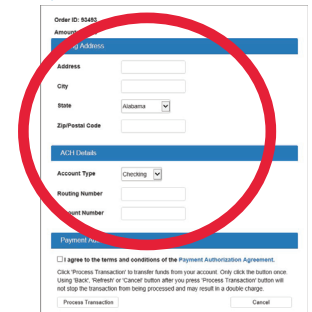 Order ID: 93493
Address
Address
City
State Alabama
Zip/Postal Code
ACH Details
Account Type Checking
Routing Number
Number
Payment
I agree to the terms and conditions of the Payment Authorization Agreement.
Click 'Process Transaction' to transfer funds from your account. Only click the button once.
Using 'Back', 'Refresh' or 'Cancel' button after you press 'Process Transaction' button will
not stop the transaction from being processed and may result in a double charge.
Process Transaction Cancel